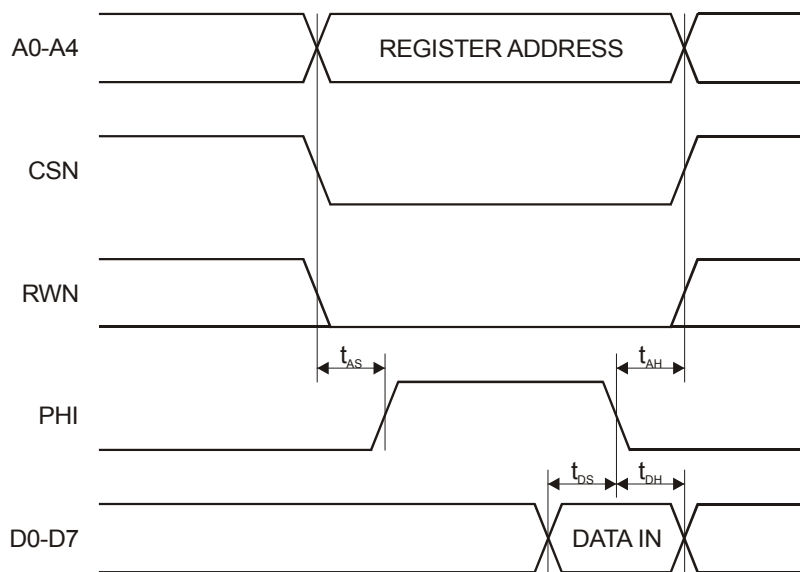 A0-A4
REGISTER ADDRESS
CSN
RWN
tAS
tAH
PHI
tDS
tDH
D0-D7
DATA IN